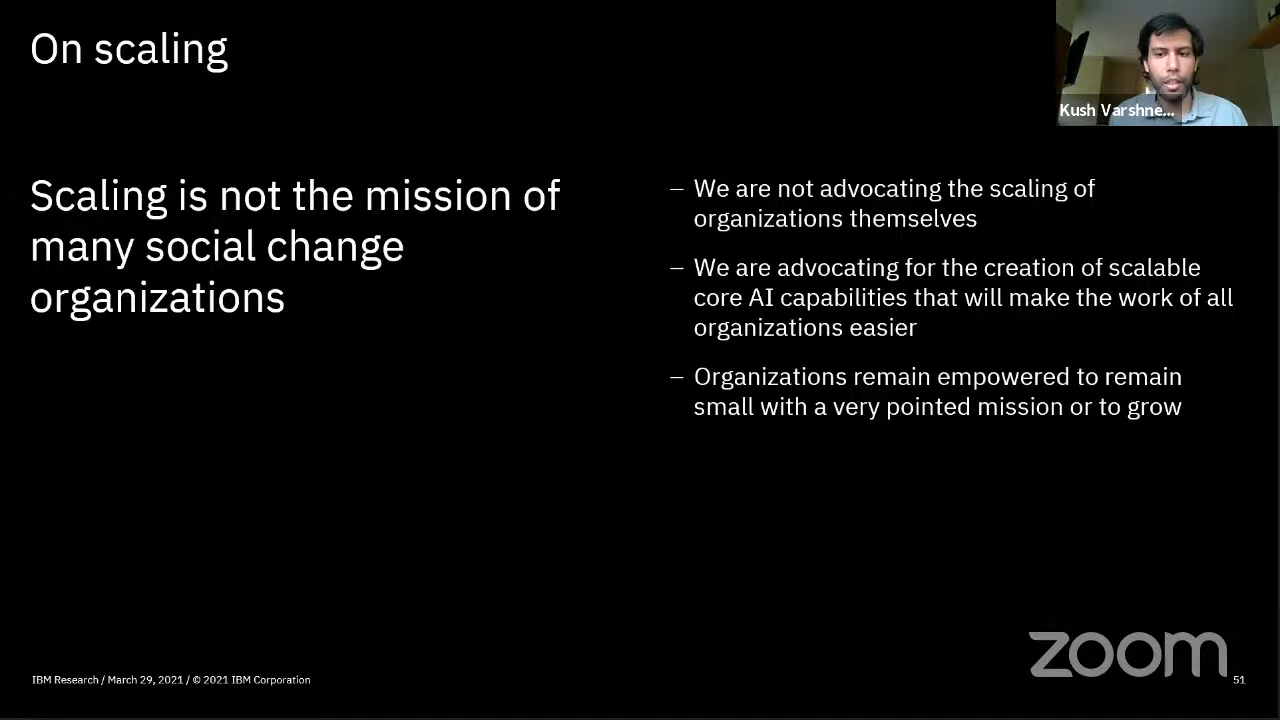 On scaling
Kush Varshne...
Scaling is not the mission of
many social change
organizations
– We are not advocating the scaling of
organizations themselves
– We are advocating for the creation of scalable
core AI capabilities that will make the work of all
organizations easier
– Organizations remain empowered to remain
small with a very pointed mission or to grow
zoom
IBM Research / March 29, 2021 / © 2021 IBM Corporation
51